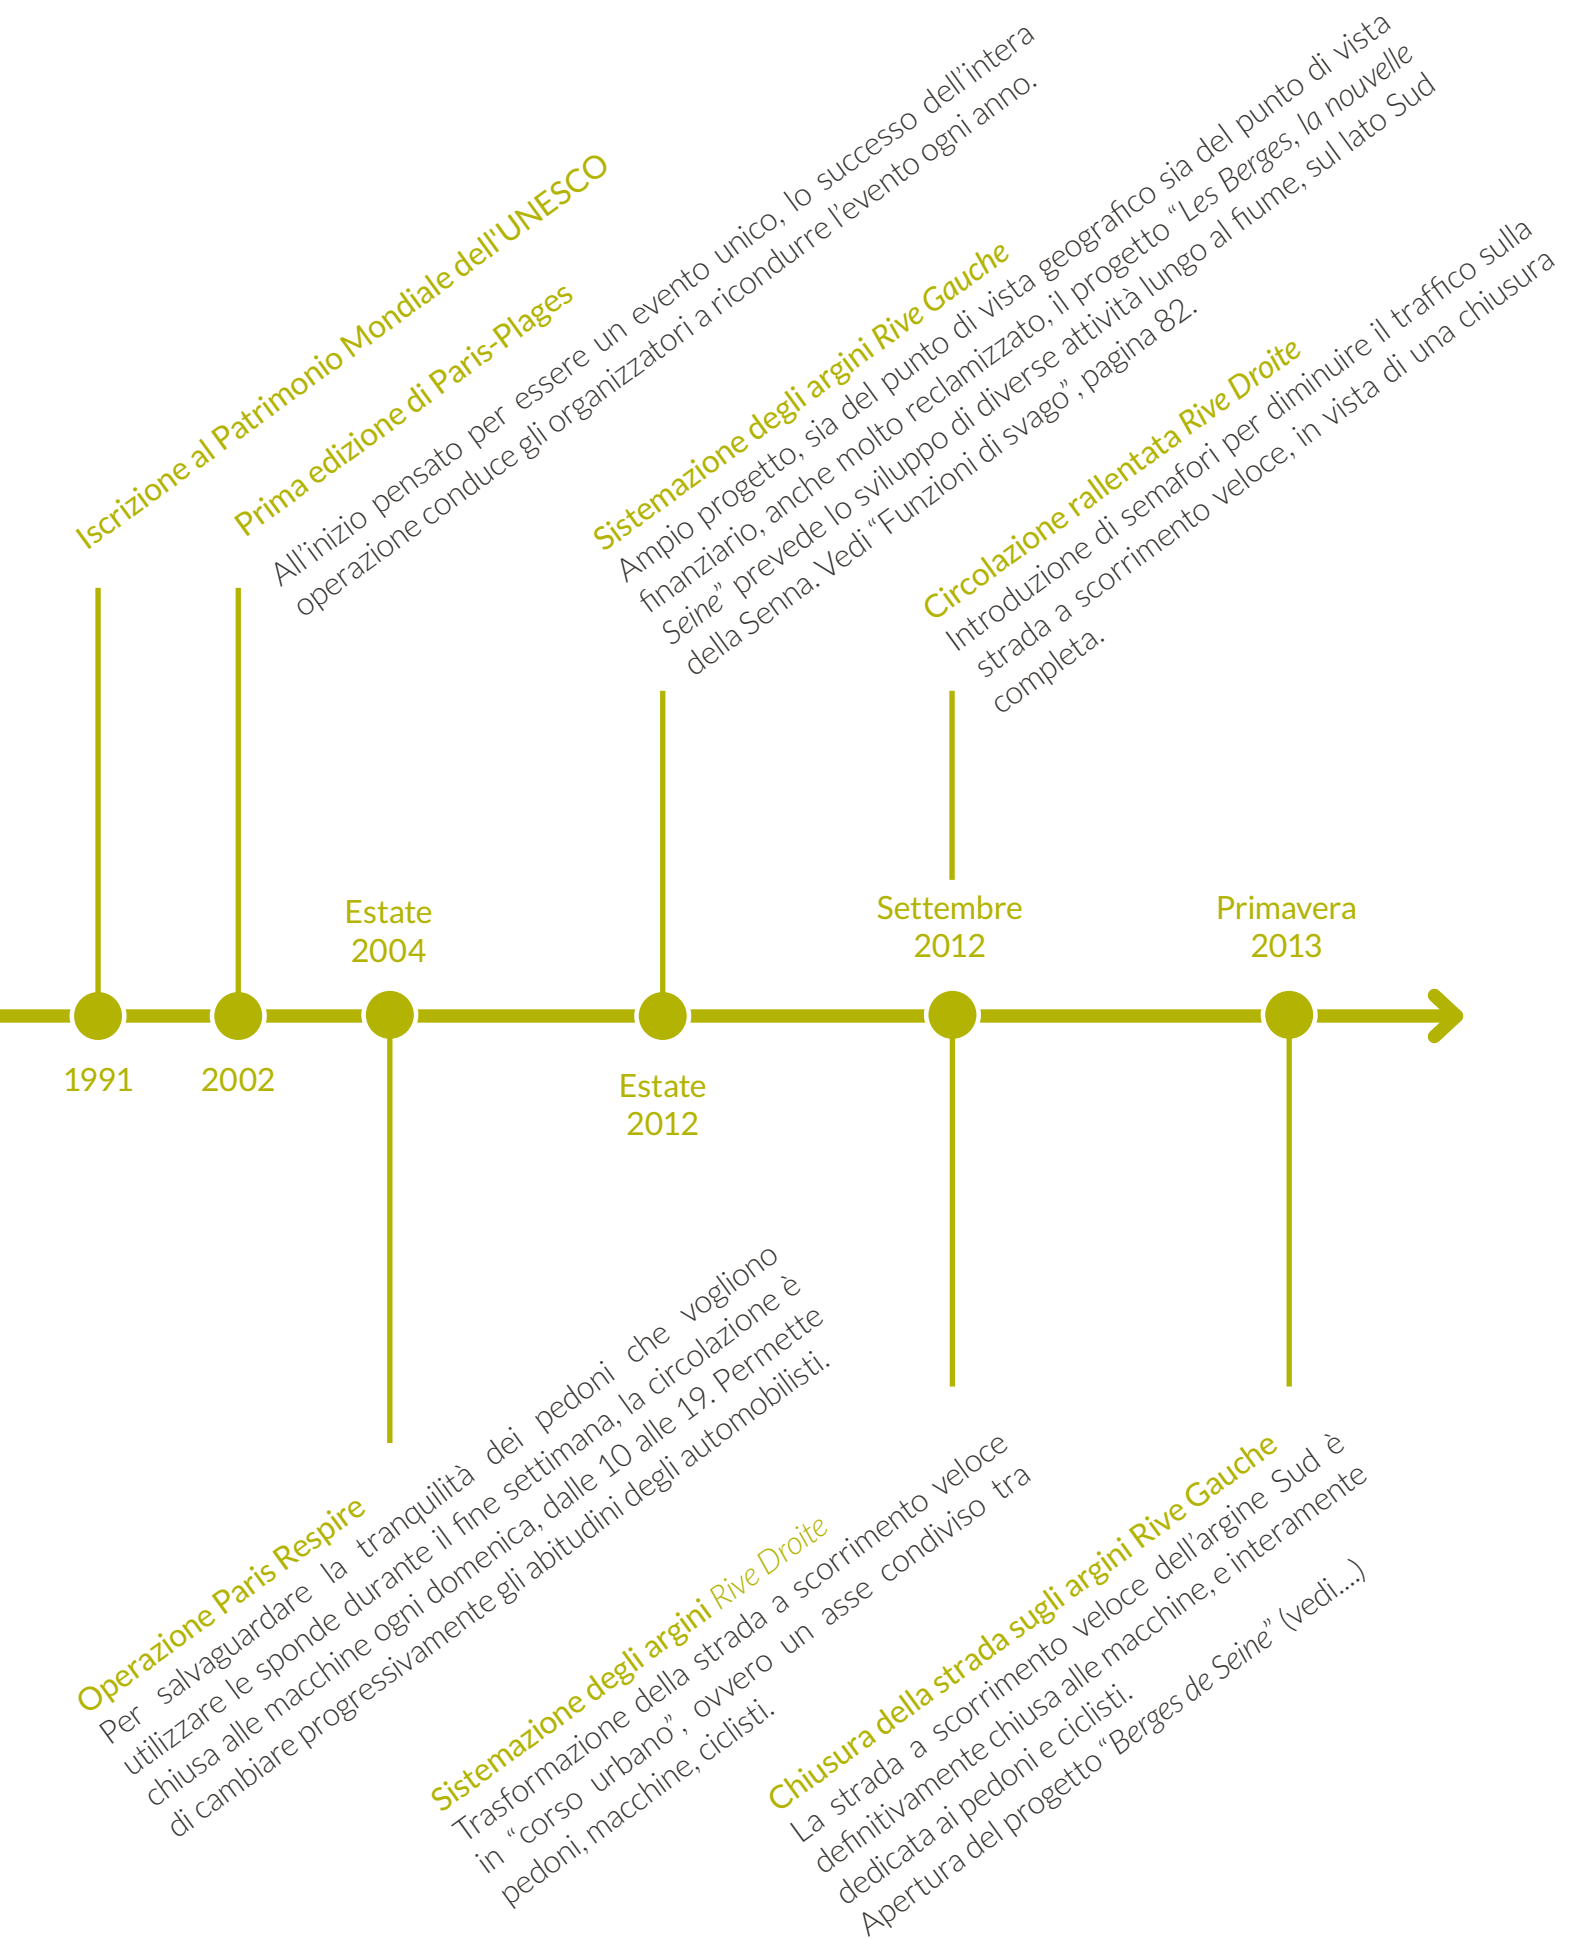 Iscrizione al Patrimonio Mondiale dell'UNESCO
Prima edizione di Paris-Plages
All'inizio pensato per essere un evento unico, lo successo dell'intera
operazione conduce gli organizzatori a ricondurre l'evento ogni anno.
Sistemazione degli argini Rive Gauche
Ampio progetto, sia del punto di vista geografico sia del punto di vista
finanziario, anche molto reclamizzato, il progetto “Les Berges, la nouvelle
Seine” prevede lo sviluppo di diverse attività lungo al fiume, sul lato Sud
della Senna. Vedi “Funzioni di svago”, pagina 82.
Circolazione rallentata Rive Droite
Introduzione di semafori per diminuire il traffico sulla
strada a scorrimento veloce, in vista di una chiusura
completa.
Estate
2004
Settembre
2012
Primavera
2013
1991
2002
Estate
2012
Operazione Paris Respire
Per salvaguardare la tranquilità dei pedoni che vogliono
utilizzare le sponde durante il fine settimana, la circolazione è
chiusa alle macchine ogni domenica, dalle 10 alle 19. Permette
di cambiare progressivamente gli abitudini degli automobilisti.
Sistemazione degli argini Rive Droite
Trasformazione della strada a scorrimento veloce
in “corso urbano”, ovvero un asse condiviso tra
pedoni, macchine, ciclisti.
Chiusura della strada sugli argini Rive Gauche
La strada a scorrimento veloce dell'argine Sud è
definitivamente chiusa alle macchine, e interamente
dedicata ai pedoni e ciclisti.
Apertura del progetto “Berges de Seine” (vedi....)